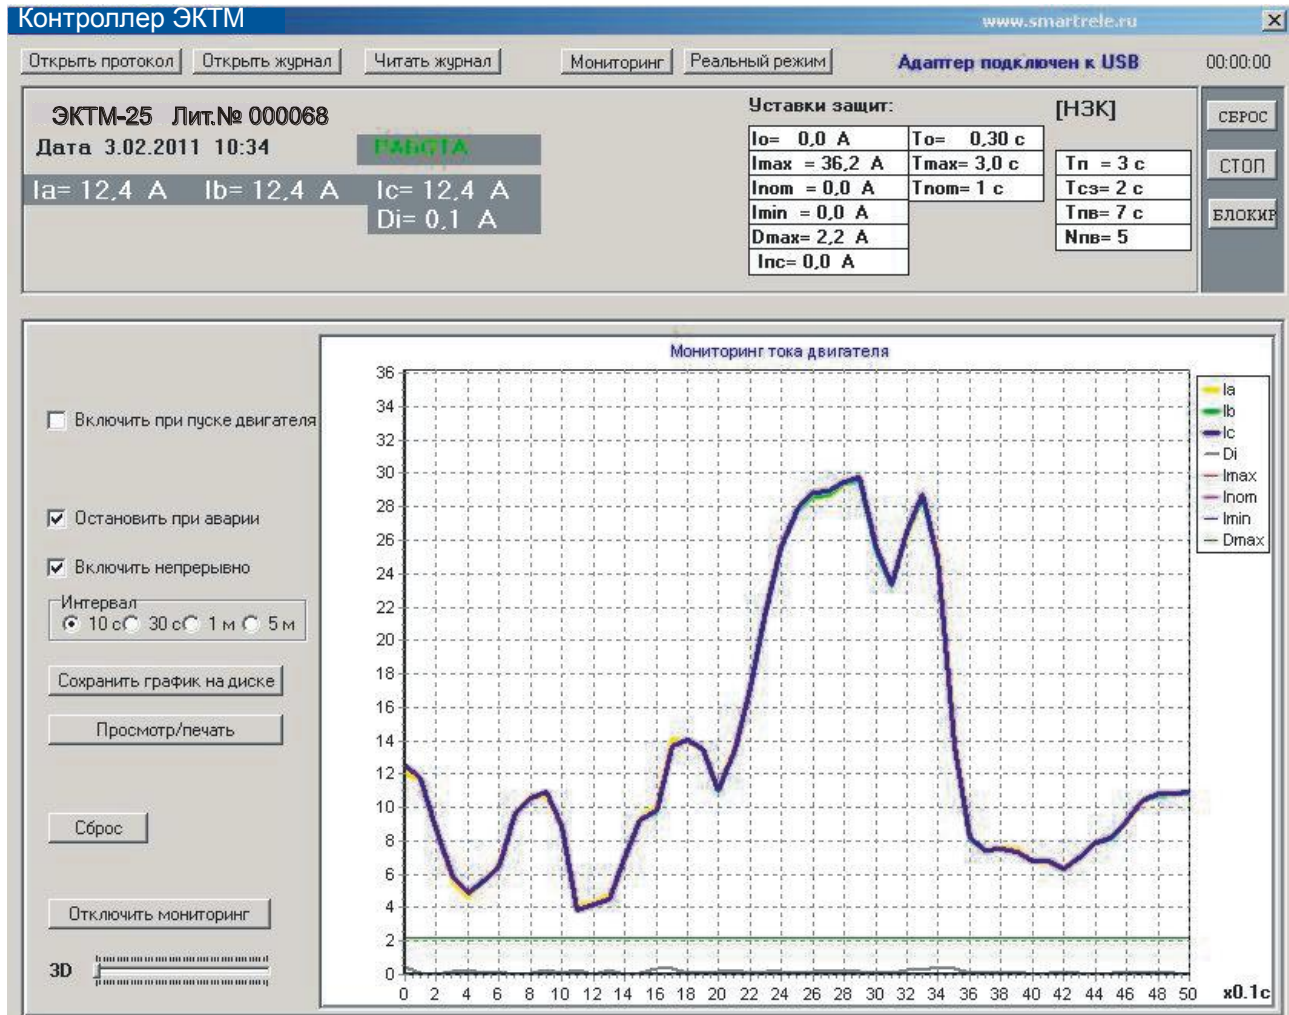 Контроллер ЭКТМ www.smartrele.ru
Открыть протокол Открыть журнал Читать журнал Мониторинг Реальный режим Адаптер подключен к USB 00:00:00
ЭКТМ-25 Лит.№ 000068
Дата 3.02.2011 10:34 РАБОТА
Ia= 12,4 A Ib= 12,4 A Ic= 12,4 A
Di= 0,1 A
Уставки защит: [НЗК]
Io= 0,0 A To= 0,30 c
Imax = 36,2 A Tmax= 3,0 c Тп = 3 c
Inom = 0,0 A Tnom= 1 c Тсз= 2 c
Imin = 0,0 A Тпв= 7 c
Dmax= 2,2 A Nпв= 5
Iпс= 0,0 A
СБРОС
СТОП
БЛОКИР
Включить при пуске двигателя
Остановить при аварии
Включить непрерывно
Интервал
10 с 30 с 1 м 5 м
Сохранить график на диске
Просмотр/печать
Сброс
Отключить мониторинг
3D
Мониторинг тока двигателя
36
34
32
30
28
26
24
22
20
18
16
14
12
10
8
6
4
2
0
0 2 4 6 8 10 12 14 16 18 20 22 24 26 28 30 32 34 36 38 40 42 44 46 48 50 x0.1c
Ia
Ib
Ic
Di
Imax
Inom
Imin
Dmax